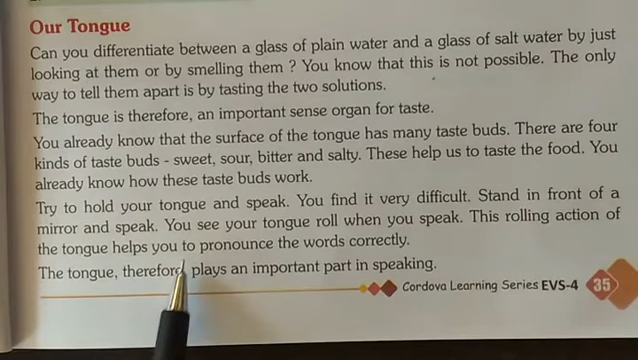 Our Tongue
Can you differentiate between a glass of plain water and a glass of salt water by just
looking at them or by smelling them ? You know that this is not possible. The only
way to tell them apart is by tasting the two solutions.
The tongue is therefore, an important sense organ for taste.
You already know that the surface of the tongue has many taste buds. There are four
kinds of taste buds - sweet, sour, bitter and salty. These help us to taste the food. You
already know how these taste buds work.
Try to hold your tongue and speak. You find it very difficult. Stand in front of a
mirror and speak. You see your tongue roll when you speak. This rolling action of
the tongue helps you to pronounce the words correctly.
The tongue, therefore plays an important part in speaking.
Cordova Learning Series EVS-4 35